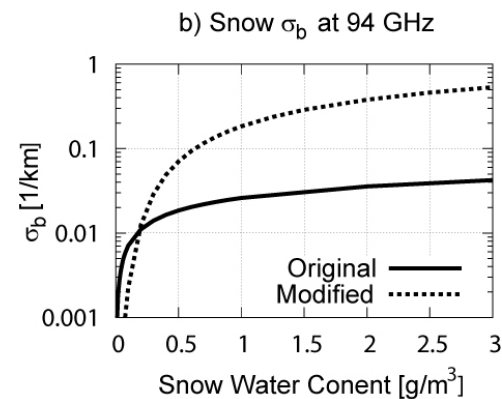 b) Snow σb at 94 GHz
1
0.1
0.01
0.001
σb [1/km]
Original
Modified
0 0.5 1 1.5 2 2.5 3
Snow Water Conent [g/m³]